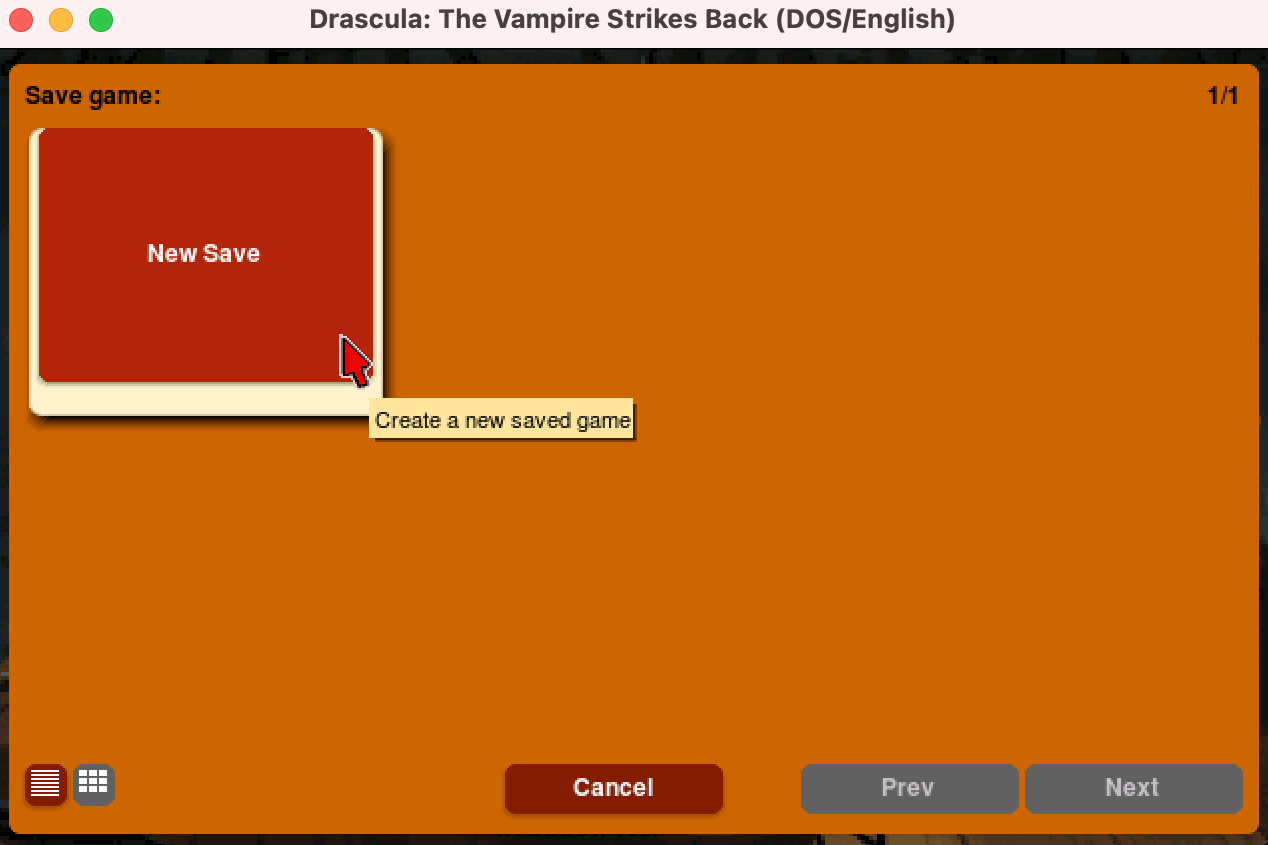 Drascula: The Vampire Strikes Back (DOS/English)
Save game:
1/1
New Save
Create a new saved game
Cancel
Prev
Next